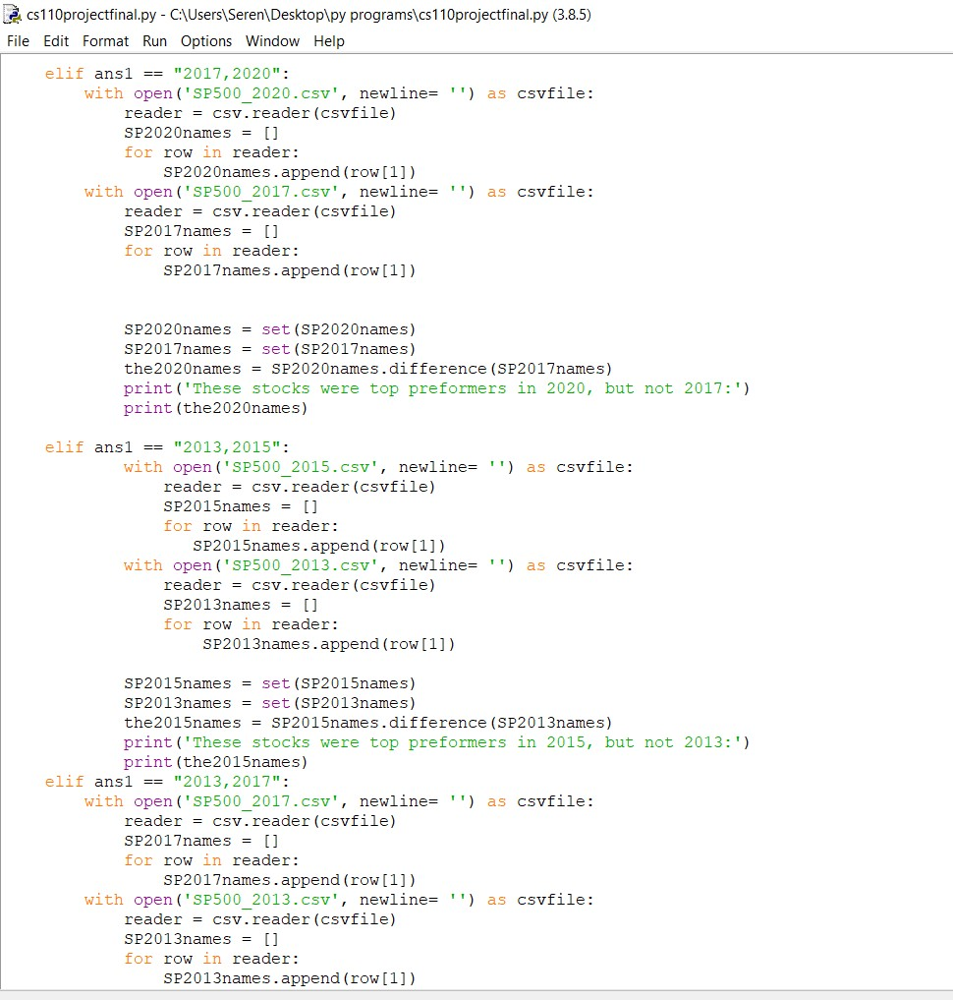 cs110projectfinal.py - C:\Users\Seren\Desktop\py programs\cs110projectfinal.py (3.8.5)
File Edit Format Run Options Window Help
    elif ans1 == "2017,2020":
        with open('SP500_2020.csv', newline= '') as csvfile:
            reader = csv.reader(csvfile)
            SP2020names = []
            for row in reader:
                SP2020names.append(row[1])
        with open('SP500_2017.csv', newline= '') as csvfile:
            reader = csv.reader(csvfile)
            SP2017names = []
            for row in reader:
                SP2017names.append(row[1])
            SP2020names = set(SP2020names)
            SP2017names = set(SP2017names)
            the2020names = SP2020names.difference(SP2017names)
            print('These stocks were top preformers in 2020, but not 2017:')
            print(the2020names)
    elif ans1 == "2013,2015":
            with open('SP500_2015.csv', newline= '') as csvfile:
                reader = csv.reader(csvfile)
                SP2015names = []
                for row in reader:
                   SP2015names.append(row[1])
            with open('SP500_2013.csv', newline= '') as csvfile:
                reader = csv.reader(csvfile)
                SP2013names = []
                for row in reader:
                    SP2013names.append(row[1])
            SP2015names = set(SP2015names)
            SP2013names = set(SP2013names)
            the2015names = SP2015names.difference(SP2013names)
            print('These stocks were top preformers in 2015, but not 2013:')
            print(the2015names)
    elif ans1 == "2013,2017":
        with open('SP500_2017.csv', newline= '') as csvfile:
            reader = csv.reader(csvfile)
            SP2017names = []
            for row in reader:
                SP2017names.append(row[1])
        with open('SP500_2013.csv', newline= '') as csvfile:
            reader = csv.reader(csvfile)
            SP2013names = []
            for row in reader:
                SP2013names.append(row[1])